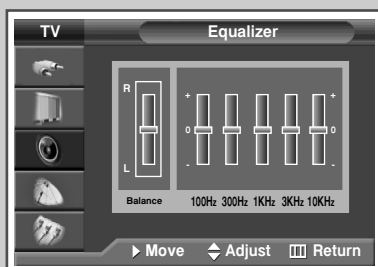 TV Equalizer
R + +
0 0
L - -
Balance 100Hz 300Hz 1KHz 3KHz 10KHz
Move Adjust Return